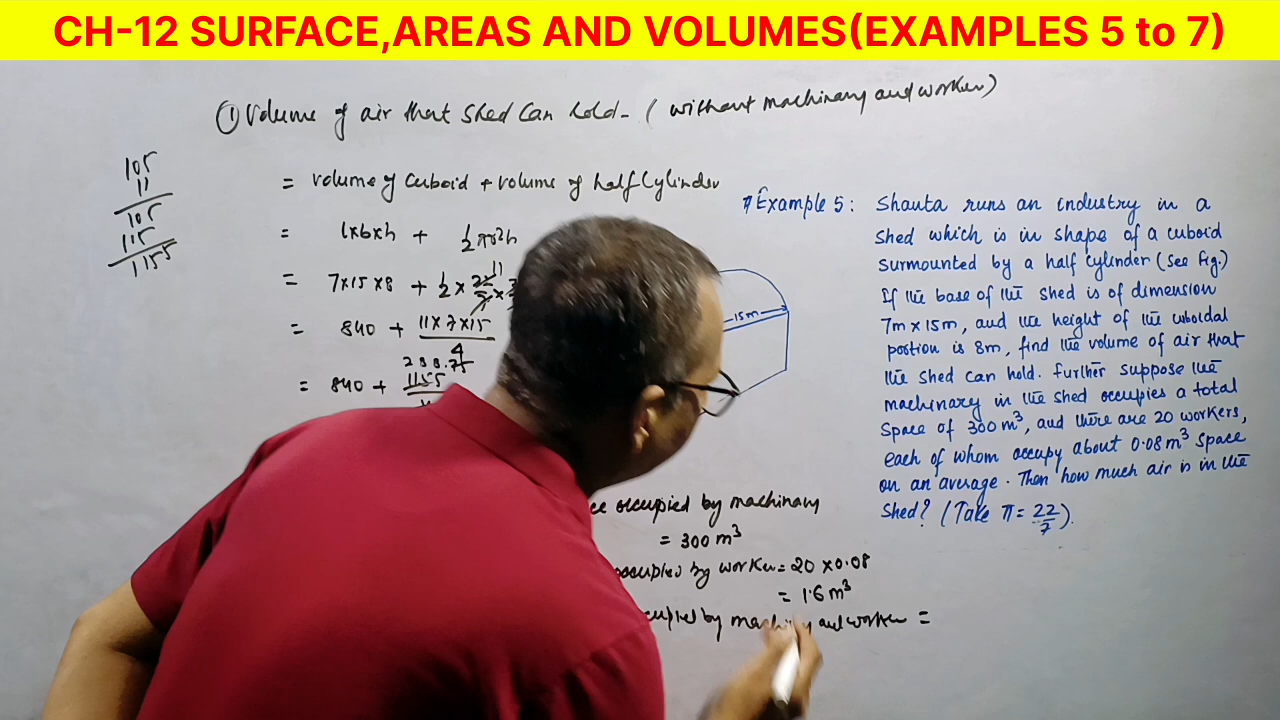 CH-12 SURFACE,AREAS AND VOLUMES(EXAMPLES 5 to 7)
① Volume of air that shed can hold- (without machinary and worker)
= volume of cuboid + volume of half cylinder
= l×b×h + ½πr²h
= 7×15×8 + ½ × 22/7 ×
= 840 + 11×7×15/4
288.75
= 840 + 1155
105
11
105
115
1155
occupied by machinary
= 300 m³
occupied by worker = 20 ×0.08
= 1.6 m³
by machinary and worker =
15m
Example 5: Shanta runs an industry in a
shed which is in shape of a cuboid
surmounted by a half cylinder (see fig.)
If the base of the shed is of dimension
7m × 15m, and the height of the cuboidal
portion is 8m, find the volume of air that
the shed can hold. further suppose the
machinary in the shed occupies a total
space of 300 m³, and there are 20 workers,
each of whom occupy about 0.08 m³ space
on an average. Then how much air is in the
shed? (Take π = 22/7).